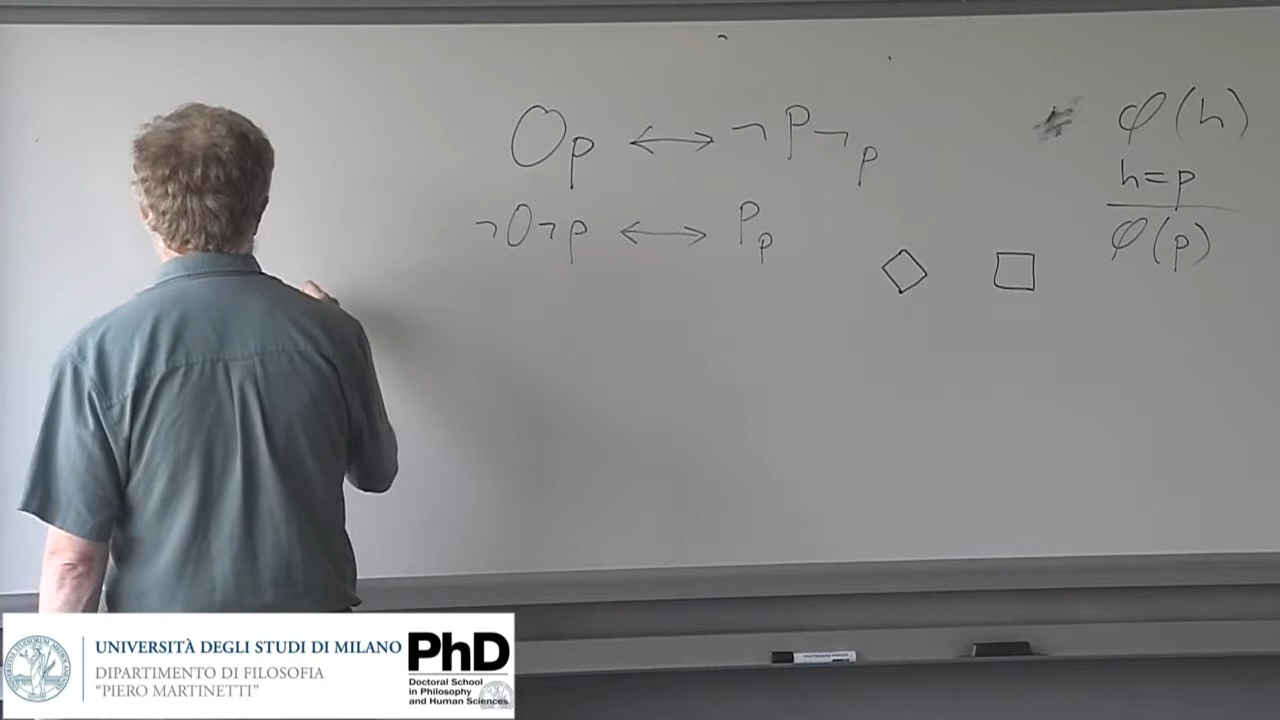 Op ↔ ¬P¬p
¬O¬p ↔ Pp
◇ □
φ(h)
h=p
φ(p)
UNIVERSITÀ DEGLI STUDI DI MILANO
DIPARTIMENTO DI FILOSOFIA
“PIERO MARTINETTI”
PhD
Doctoral School
in Philosophy
and Human Sciences